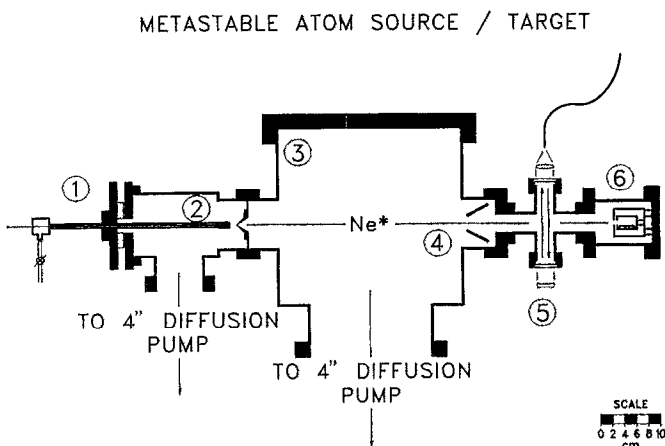 METASTABLE ATOM SOURCE / TARGET
1
2
3
4
5
6
Ne*
TO 4" DIFFUSION
PUMP
TO 4" DIFFUSION
PUMP
SCALE
0 2 4 6 8 10
cm